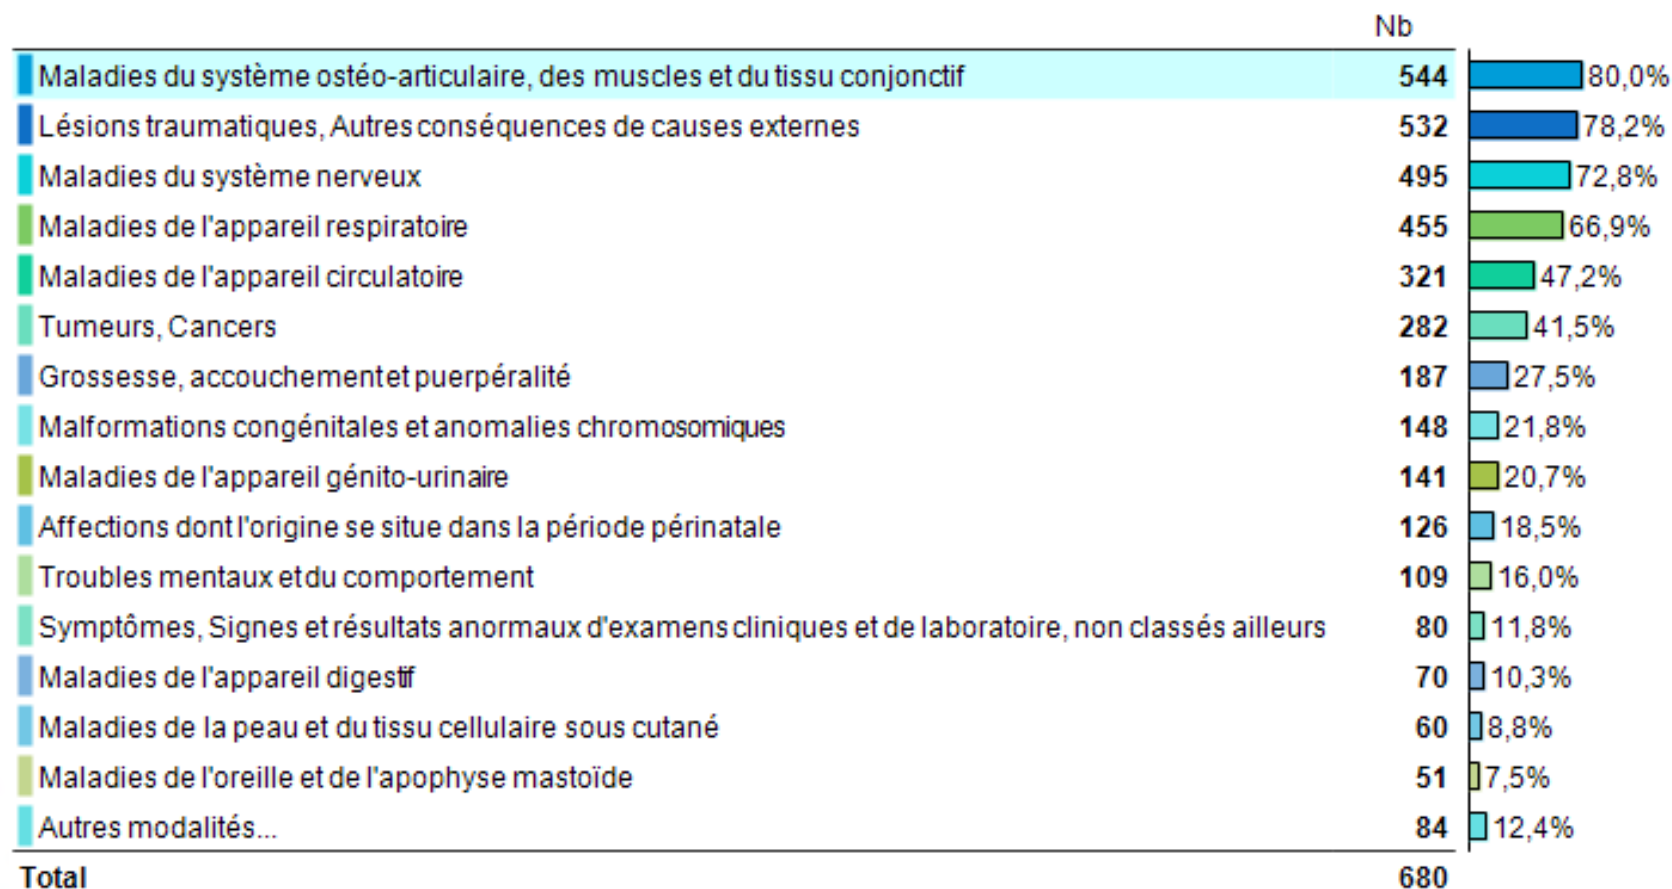 Nb
Maladies du système ostéo-articulaire, des muscles et du tissu conjonctif 544 80,0%
Lésions traumatiques, Autres conséquences de causes externes 532 78,2%
Maladies du système nerveux 495 72,8%
Maladies de l'appareil respiratoire 455 66,9%
Maladies de l'appareil circulatoire 321 47,2%
Tumeurs, Cancers 282 41,5%
Grossesse, accouchement et puerpéralité 187 27,5%
Malformations congénitales et anomalies chromosomiques 148 21,8%
Maladies de l'appareil génito-urinaire 141 20,7%
Affections dont l'origine se situe dans la période périnatale 126 18,5%
Troubles mentaux et du comportement 109 16,0%
Symptômes, Signes et résultats anormaux d'examens cliniques et de laboratoire, non classés ailleurs 80 11,8%
Maladies de l'appareil digestif 70 10,3%
Maladies de la peau et du tissu cellulaire sous cutané 60 8,8%
Maladies de l'oreille et de l'apophyse mastoïde 51 7,5%
Autres modalités... 84 12,4%
Total 680